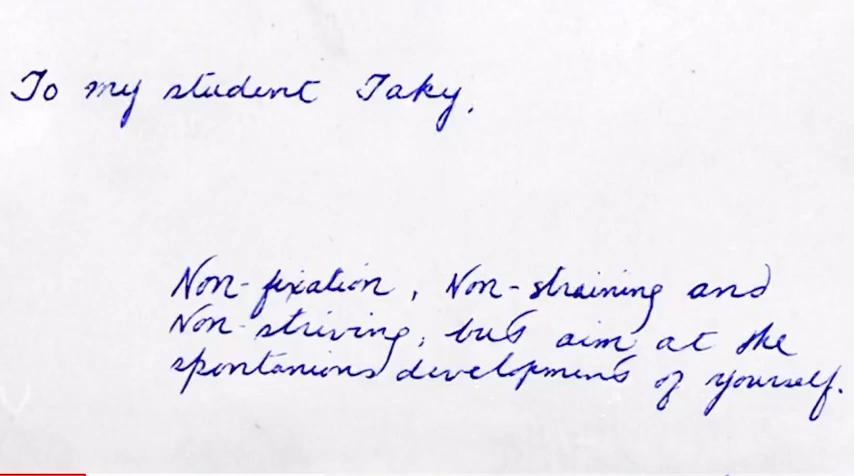 To my student Taky,
Non-fixation, Non-straining and
Non-striving, but aim at the
spontanious development of yourself.